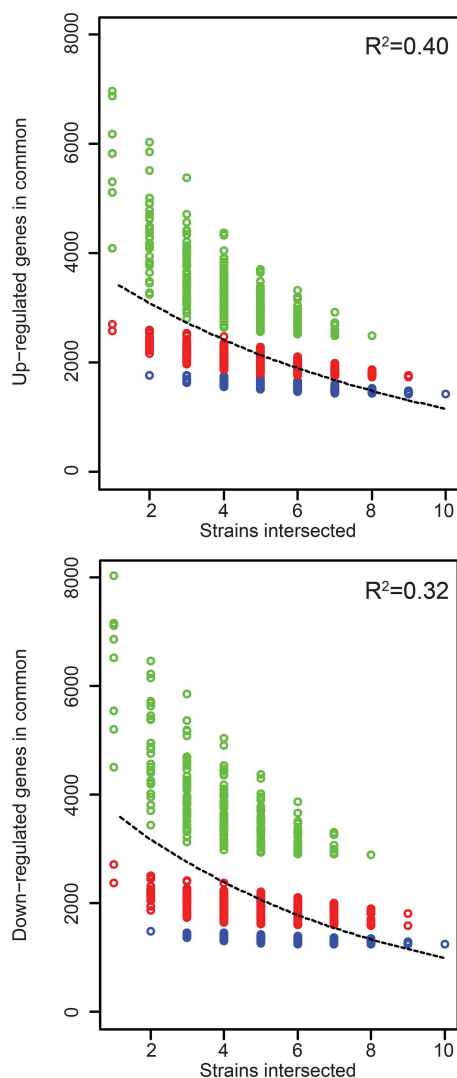 R²=0.40
Up-regulated genes in common
8000
6000
4000
2000
0
2 4 6 8 10
Strains intersected
R²=0.32
Down-regulated genes in common
8000
6000
4000
2000
0
2 4 6 8 10
Strains intersected